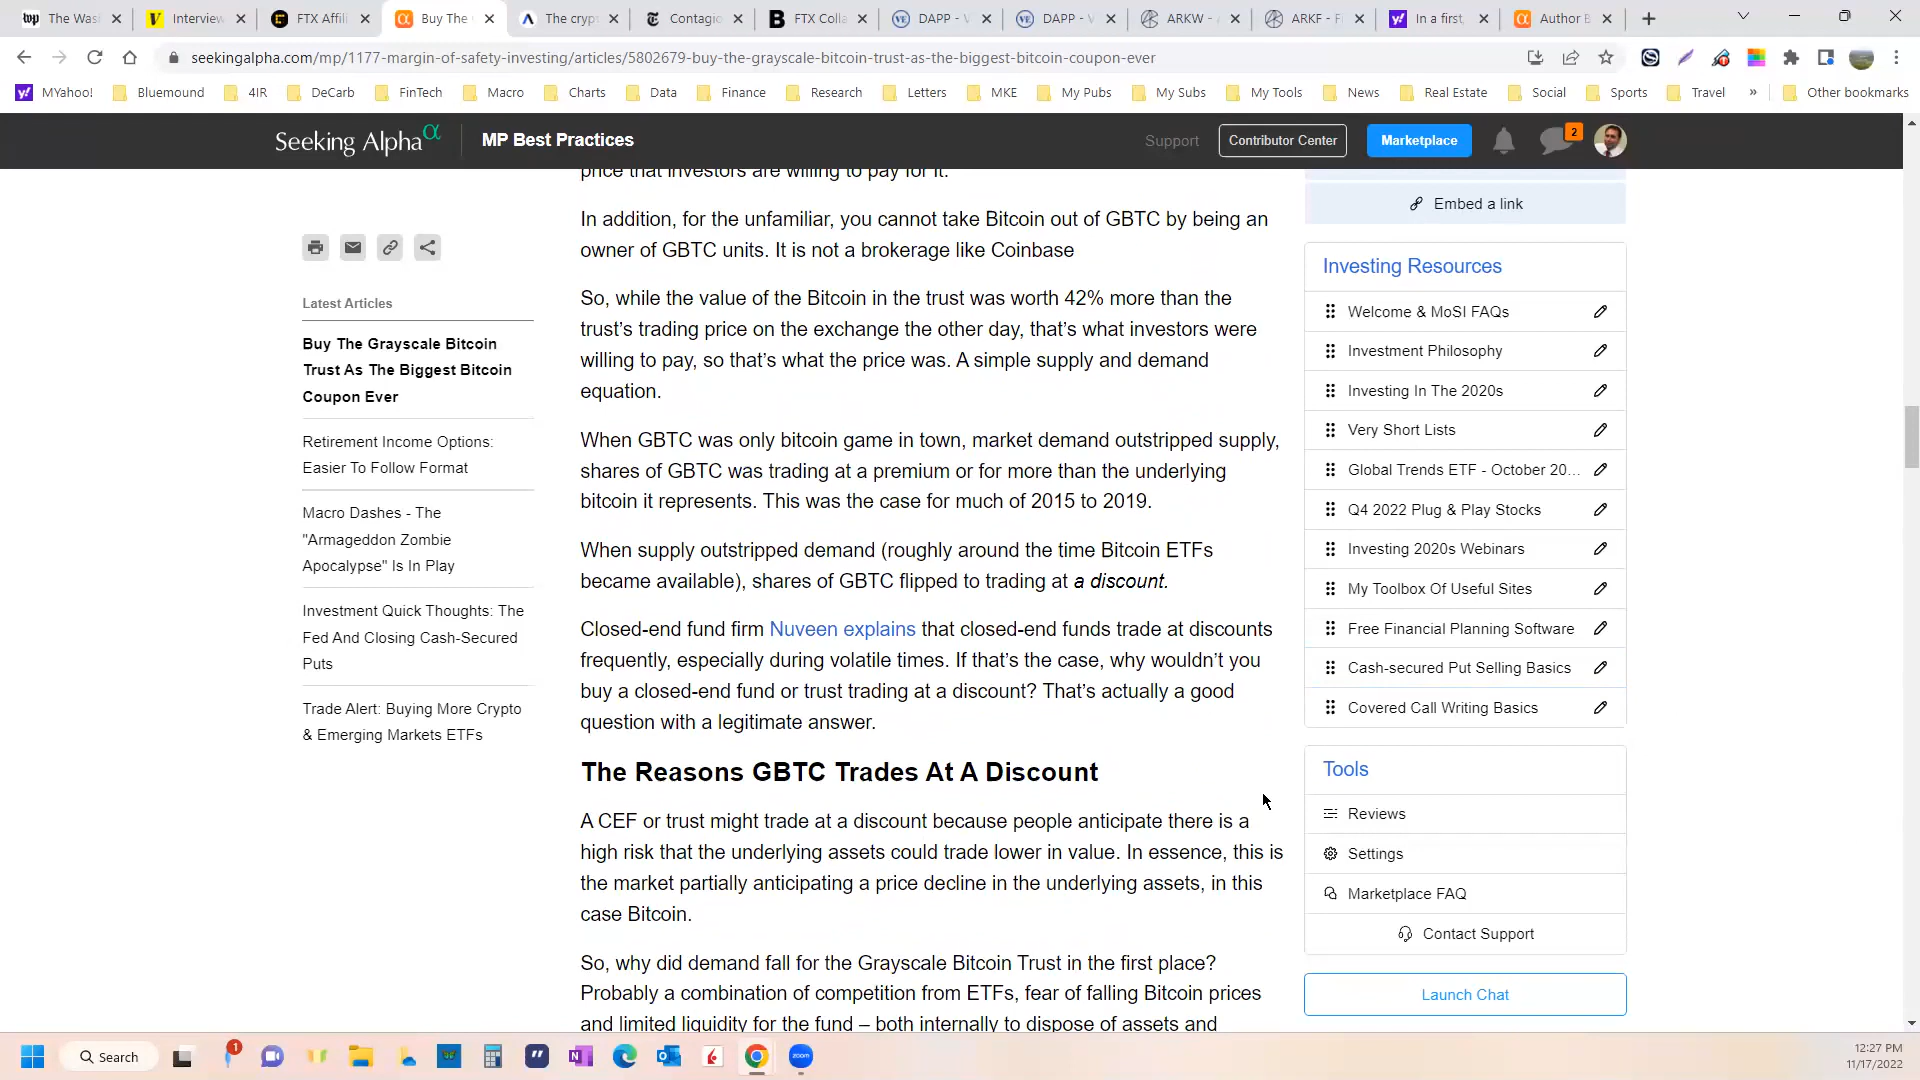 The Wasl
Interview
FTX Affili
Buy The
The crypt
Contagio
FTX Colla
DAPP - V
DAPP - V
ARKW -
ARKF - F
In a first,
Author B
seekingalpha.com/mp/1177-margin-of-safety-investing/articles/5802679-buy-the-grayscale-bitcoin-trust-as-the-biggest-bitcoin-coupon-ever
MYahoo!
Bluemound
4IR
DeCarb
FinTech
Macro
Charts
Data
Finance
Research
Letters
MKE
My Pubs
My Subs
My Tools
News
Real Estate
Social
Sports
Travel
»
Other bookmarks
Seeking Alpha α
MP Best Practices
Support
Contributor Center
Marketplace
2
price that investors are willing to pay for it.
In addition, for the unfamiliar, you cannot take Bitcoin out of GBTC by being an
owner of GBTC units. It is not a brokerage like Coinbase
So, while the value of the Bitcoin in the trust was worth 42% more than the
trust's trading price on the exchange the other day, that's what investors were
willing to pay, so that's what the price was. A simple supply and demand
equation.
When GBTC was only bitcoin game in town, market demand outstripped supply,
shares of GBTC was trading at a premium or for more than the underlying
bitcoin it represents. This was the case for much of 2015 to 2019.
When supply outstripped demand (roughly around the time Bitcoin ETFs
became available), shares of GBTC flipped to trading at a discount.
Closed-end fund firm Nuveen explains that closed-end funds trade at discounts
frequently, especially during volatile times. If that's the case, why wouldn't you
buy a closed-end fund or trust trading at a discount? That's actually a good
question with a legitimate answer.
The Reasons GBTC Trades At A Discount
A CEF or trust might trade at a discount because people anticipate there is a
high risk that the underlying assets could trade lower in value. In essence, this is
the market partially anticipating a price decline in the underlying assets, in this
case Bitcoin.
So, why did demand fall for the Grayscale Bitcoin Trust in the first place?
Probably a combination of competition from ETFs, fear of falling Bitcoin prices
and limited liquidity for the fund – both internally to dispose of assets and
Latest Articles
Buy The Grayscale Bitcoin
Trust As The Biggest Bitcoin
Coupon Ever
Retirement Income Options:
Easier To Follow Format
Macro Dashes - The
"Armageddon Zombie
Apocalypse" Is In Play
Investment Quick Thoughts: The
Fed And Closing Cash-Secured
Puts
Trade Alert: Buying More Crypto
& Emerging Markets ETFs
Embed a link
Investing Resources
Welcome & MoSI FAQs
Investment Philosophy
Investing In The 2020s
Very Short Lists
Global Trends ETF - October 20...
Q4 2022 Plug & Play Stocks
Investing 2020s Webinars
My Toolbox Of Useful Sites
Free Financial Planning Software
Cash-secured Put Selling Basics
Covered Call Writing Basics
Tools
Reviews
Settings
Marketplace FAQ
Contact Support
Launch Chat
Search
1
zoom
12:27 PM
11/17/2022